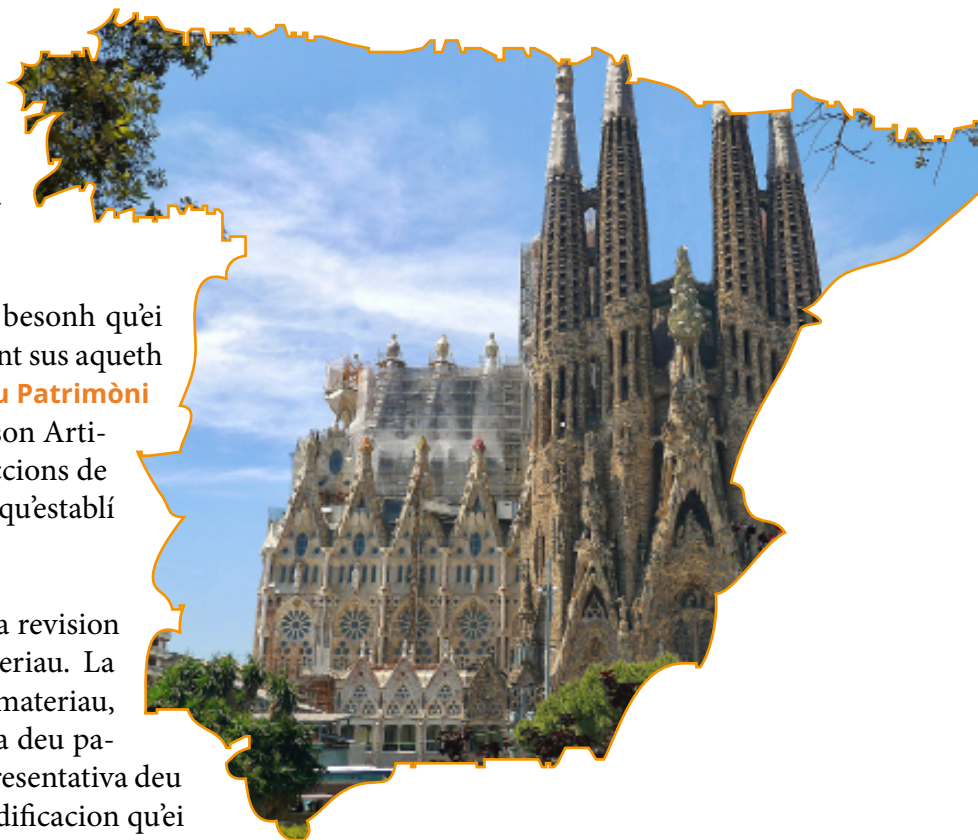 besonh qu'ei
nt sus aqueth
u Patrimòni
son Arti-
ccions de
qu'establí
a revision
eriau. La
materiau,
a deu pa-
resentativa deu
dificacion qu'ei